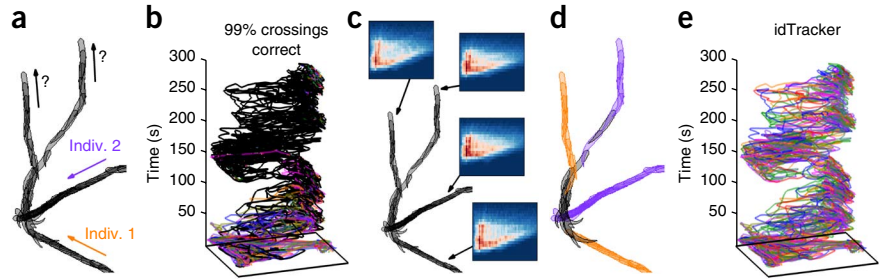 a
?
?
Indiv. 2
Indiv. 1
b
99% crossings
correct
Time (s)
300
250
200
150
100
50
c
d
e
idTracker
Time (s)
300
250
200
150
100
50